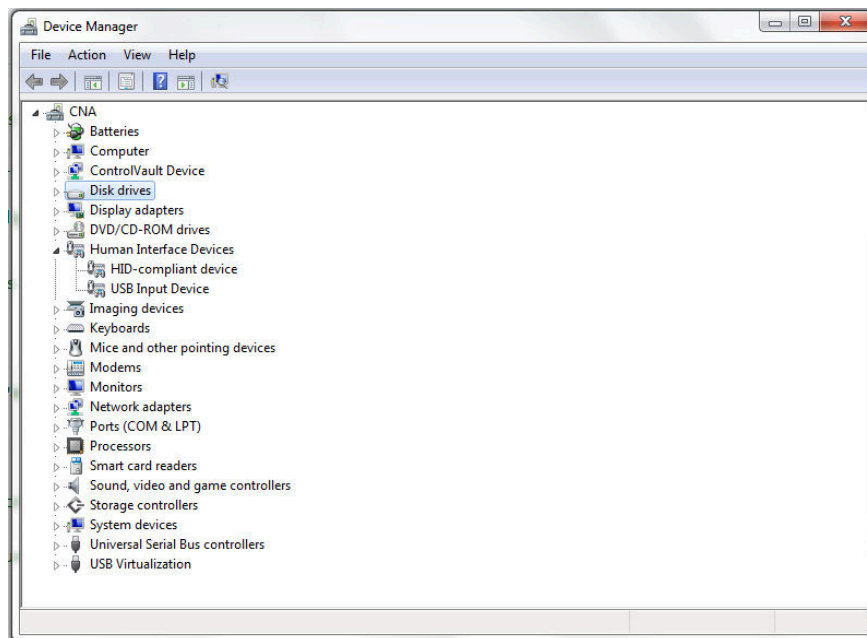 Device Manager
File Action View Help
CNA
Batteries
Computer
ControlVault Device
Disk drives
Display adapters
DVD/CD-ROM drives
Human Interface Devices
HID-compliant device
USB Input Device
Imaging devices
Keyboards
Mice and other pointing devices
Modems
Monitors
Network adapters
Ports (COM & LPT)
Processors
Smart card readers
Sound, video and game controllers
Storage controllers
System devices
Universal Serial Bus controllers
USB Virtualization